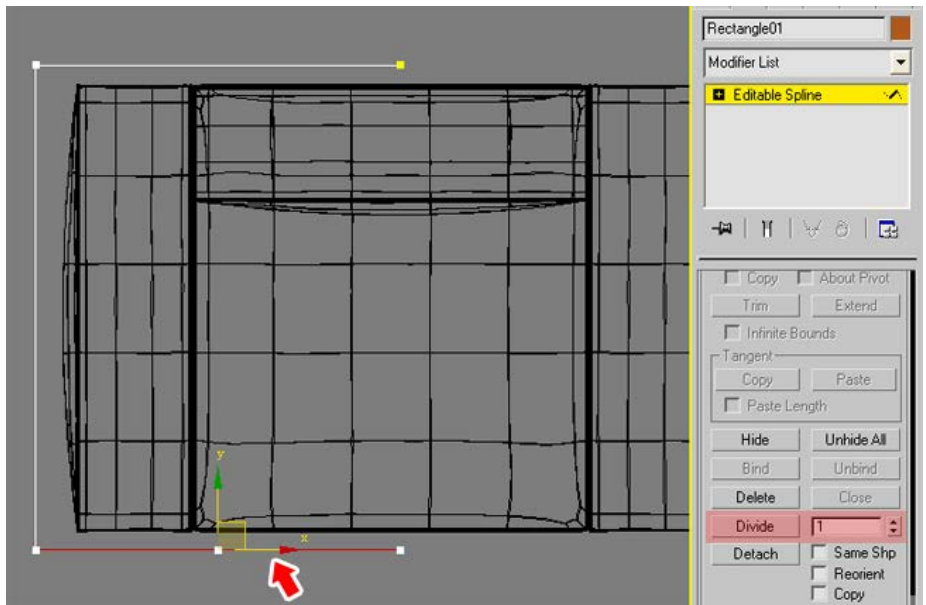 Rectangle01
Modifier List
Editable Spline
Copy About Pivot
Trim Extend
Infinite Bounds
Tangent
Copy Paste
Paste Length
Hide Unhide All
Bind Unbind
Delete Close
Divide 1
Detach Same Shp
Reorient
Copy
y
x